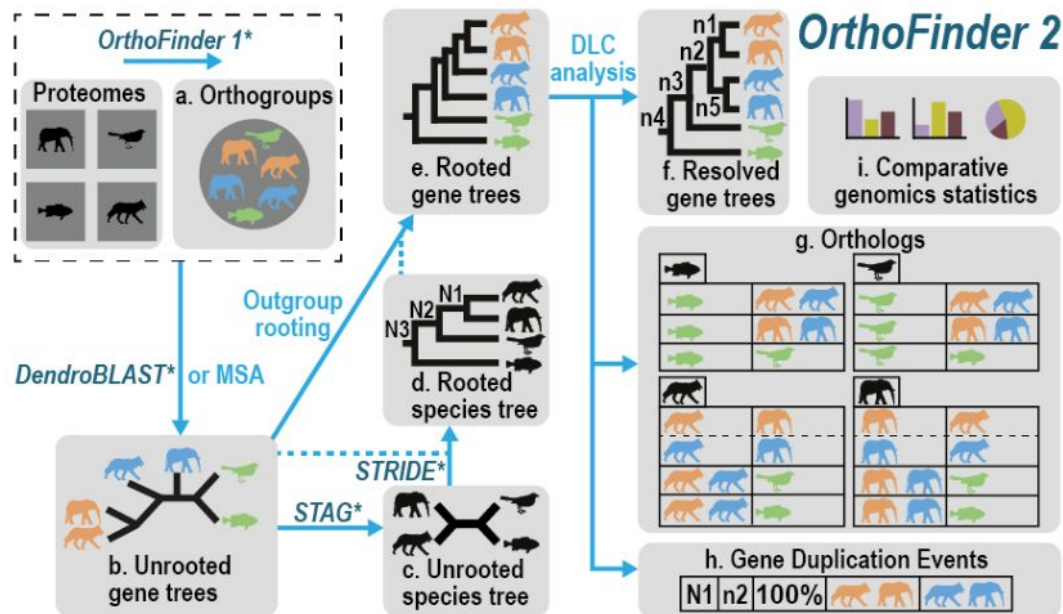 OrthoFinder 1*
Proteomes
a. Orthogroups
DendroBLAST* or MSA
b. Unrooted
gene trees
Outgroup
rooting
STAG*
STRIDE*
c. Unrooted
species tree
N1
N2
N3
d. Rooted
species tree
e. Rooted
gene trees
DLC
analysis
n1
n2
n3
n5
n4
f. Resolved
gene trees
OrthoFinder 2
i. Comparative
genomics statistics
g. Orthologs
h. Gene Duplication Events
N1 n2 100%